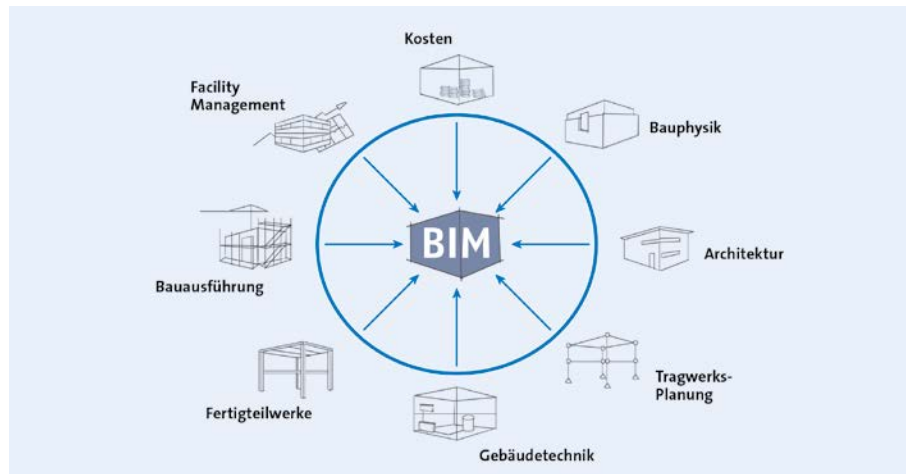 Kosten
Facility
Management
Bauphysik
BIM
Architektur
Bauausführung
Tragwerks-
Planung
Fertigteilwerke
Gebäudetechnik